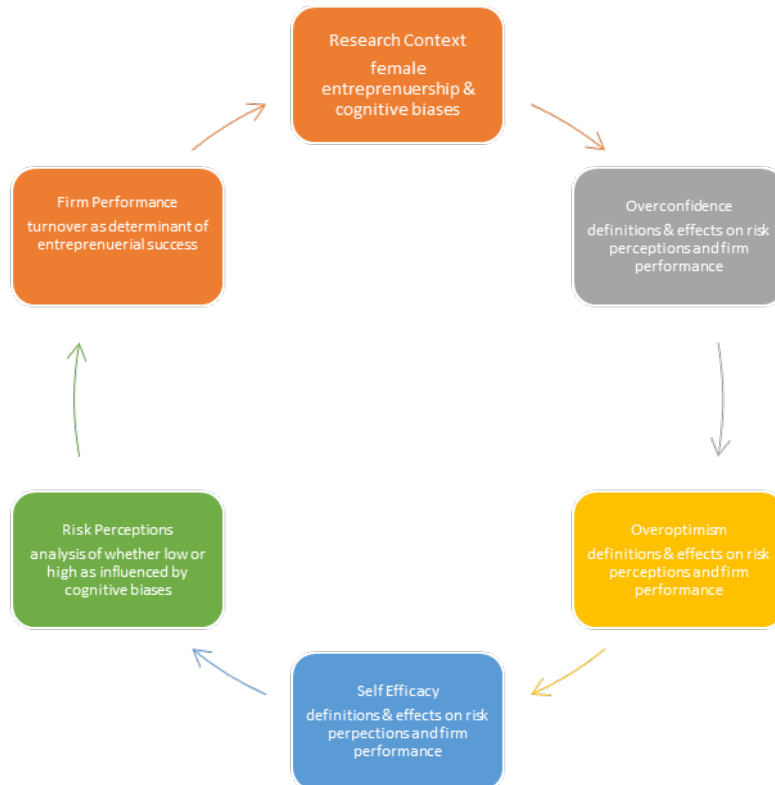 Research Context
female
entreprenuership &
cognitive biases
Overconfidence
definitions & effects on risk
perceptions and firm
performance
Overoptimism
definitions & effects on risk
perceptions and firm
performance
Self Efficacy
definitions & effects on risk
perpections and firm
performance
Risk Perceptions
analysis of whether low or
high as influenced by
cognitive biases
Firm Performance
turnover as determinant of
entreprenuerial success